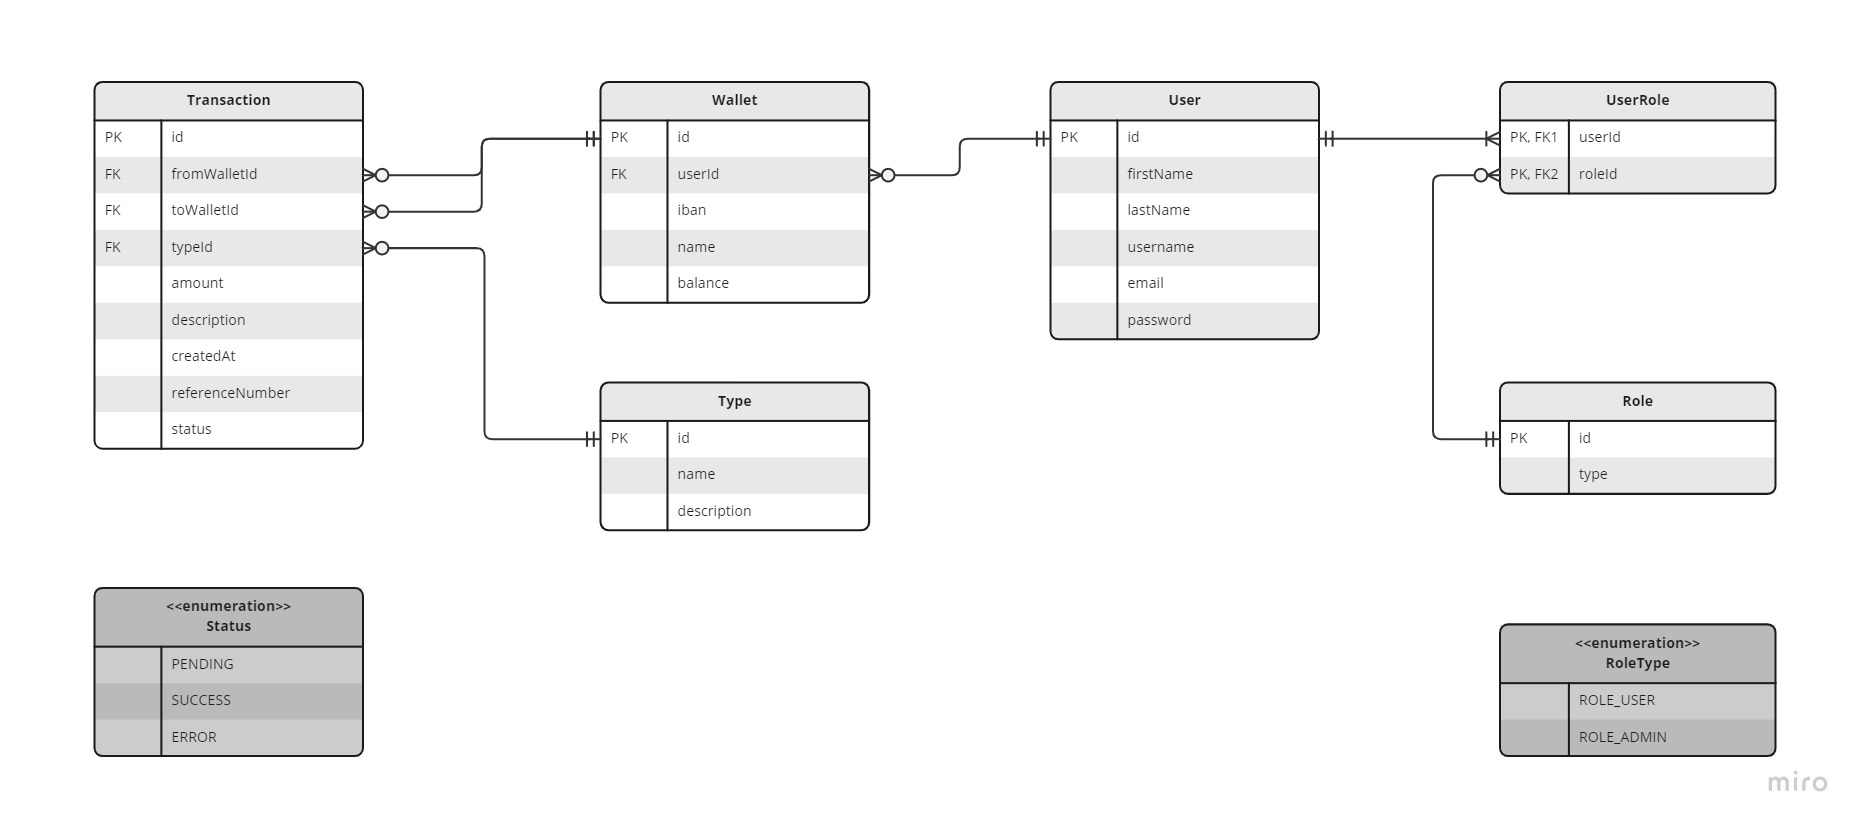 Transaction
PK id
FK fromWalletId
FK toWalletId
FK typeId
amount
description
createdAt
referenceNumber
status
Wallet
PK id
FK userId
iban
name
balance
User
PK id
firstName
lastName
username
email
password
UserRole
PK, FK1 userId
PK, FK2 roleId
Type
PK id
name
description
Role
PK id
type
<<enumeration>>
Status
PENDING
SUCCESS
ERROR
<<enumeration>>
RoleType
ROLE_USER
ROLE_ADMIN
miro